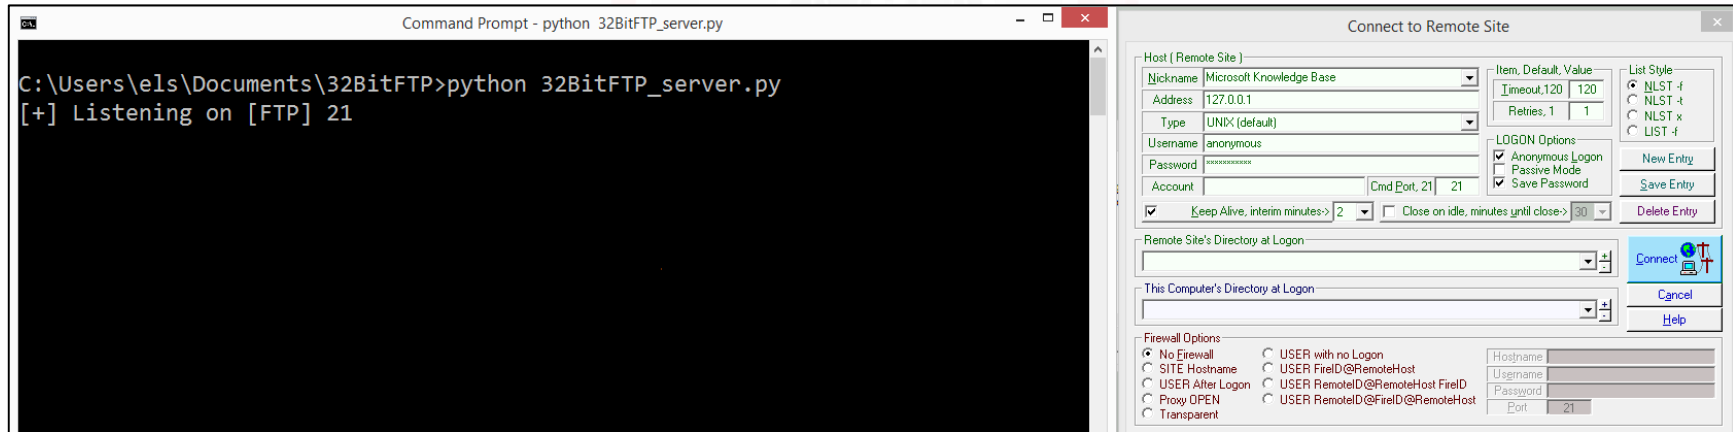 Command Prompt - python 32BitFTP_server.py
C:\Users\els\Documents\32BitFTP>python 32BitFTP_server.py
[+] Listening on [FTP] 21
Connect to Remote Site
Host ( Remote Site )
Nickname Microsoft Knowledge Base
Address 127.0.0.1
Type UNIX (default)
Username anonymous
Password ***********
Account Cmd Port, 21 21
Keep Alive, interim minutes-> 2 Close on idle, minutes until close-> 30
Item, Default, Value
Timeout,120 120
Retries, 1 1
LOGON Options
Anonymous Logon
Passive Mode
Save Password
List Style
NLST -f
NLST -t
NLST x
LIST -f
New Entry
Save Entry
Delete Entry
Remote Site's Directory at Logon
+
-
This Computer's Directory at Logon
+
-
Connect
Cancel
Help
Firewall Options
No Firewall
SITE Hostname
USER After Logon
Proxy OPEN
Transparent
USER with no Logon
USER FireID@RemoteHost
USER RemoteID@RemoteHost FireID
USER RemoteID@FireID@RemoteHost
Hostname
Username
Password
Port 21